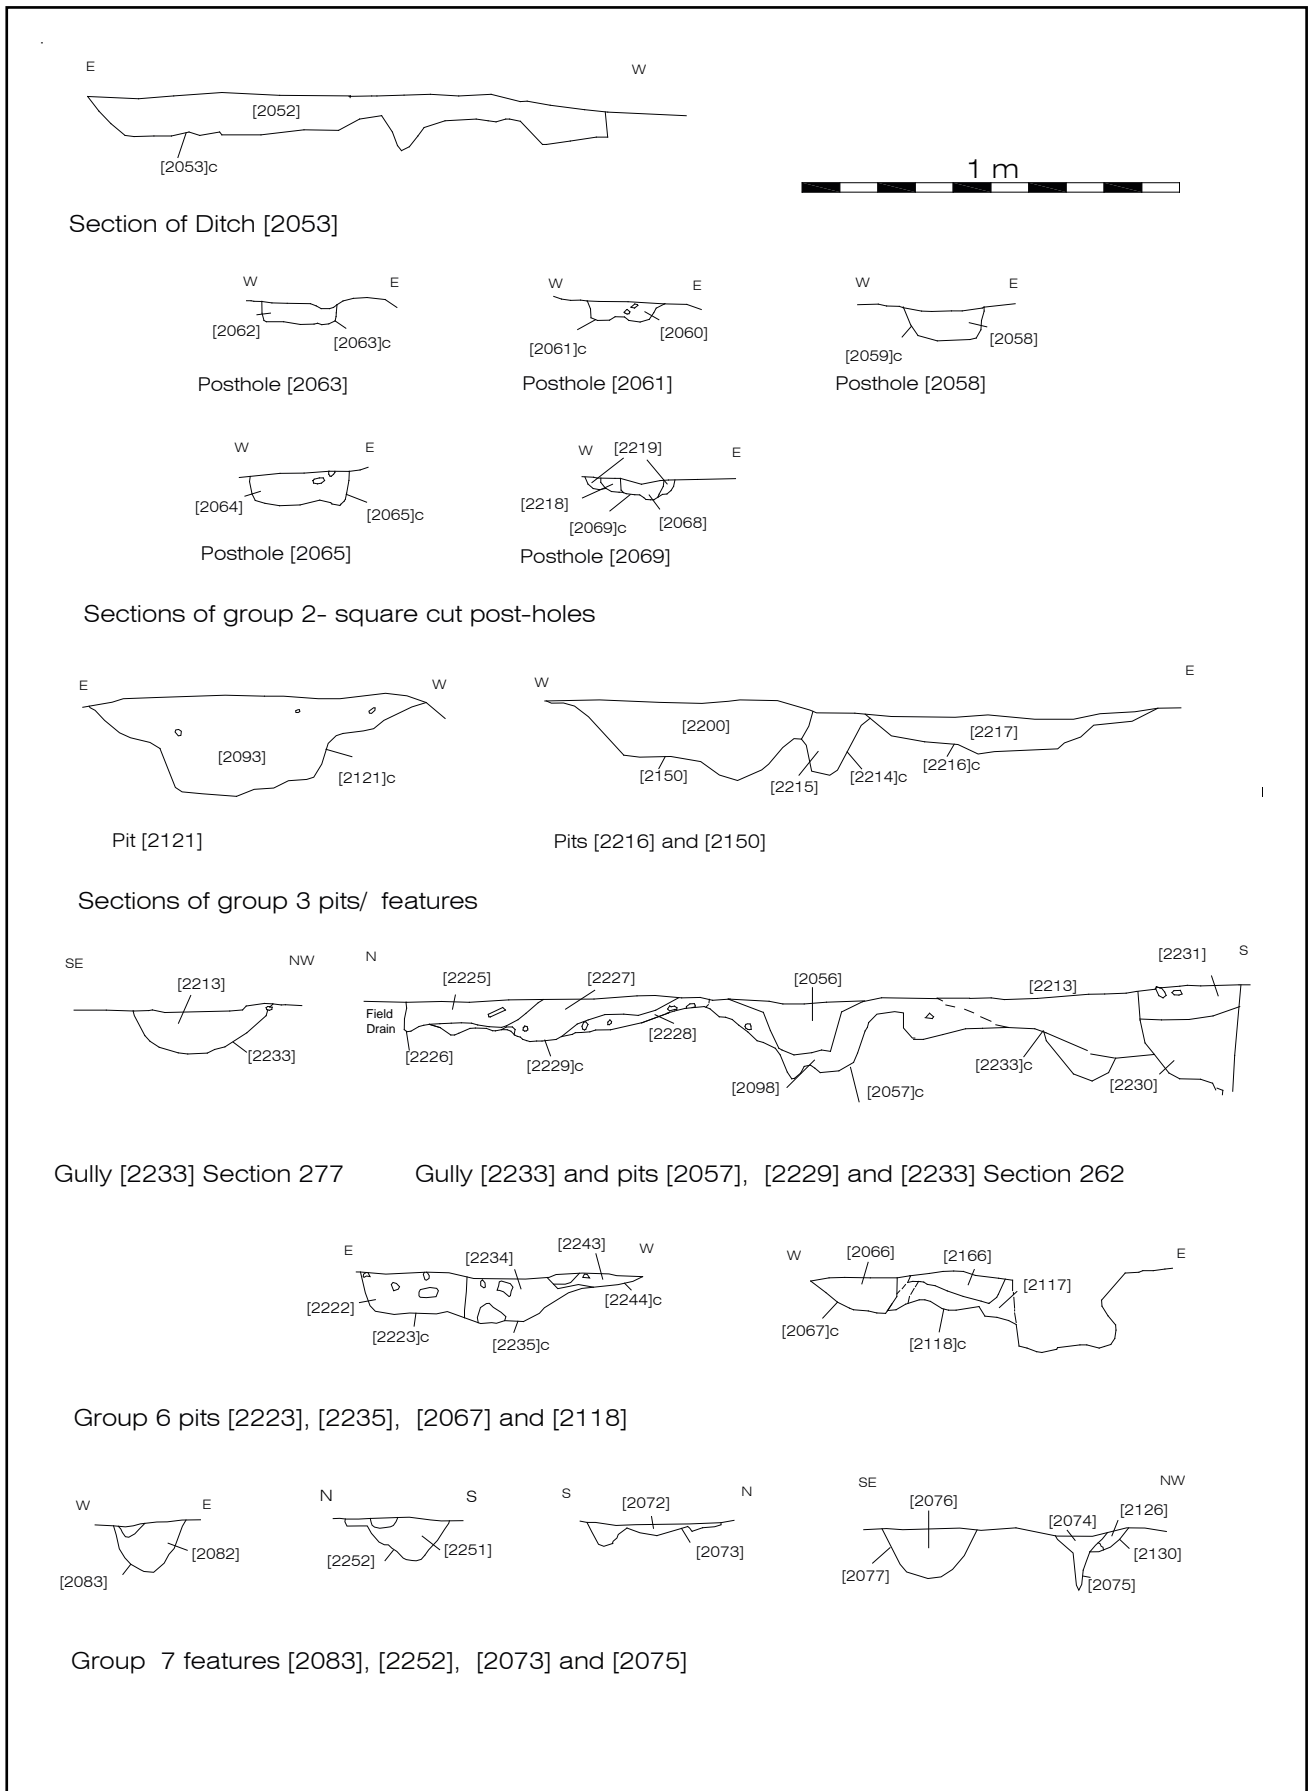 E W
[2052]
[2053]c
1 m
Section of Ditch [2053]
W E W E W E
[2062] [2063]c [2061]c [2060] [2059]c [2058]
Posthole [2063] Posthole [2061] Posthole [2058]
W E W [2219] E
[2064] [2065]c [2218] [2069]c [2068]
Posthole [2065] Posthole [2069]
Sections of group 2- square cut post-holes
E W W E
[2093] [2121]c [2200] [2150] [2215] [2214]c [2216]c [2217]
Pit [2121] Pits [2216] and [2150]
Sections of group 3 pits/ features
SE NW N S
[2213] [2225] [2227] [2056] [2213] [2231]
Field
Drain
[2233] [2226] [2229]c [2228] [2098] [2057]c [2233]c [2230]
Gully [2233] Section 277 Gully [2233] and pits [2057], [2229] and [2233] Section 262
E [2234] [2243] W W [2066] [2166] E
[2222] [2223]c [2235]c [2244]c [2067]c [2118]c [2117]
Group 6 pits [2223], [2235], [2067] and [2118]
W E N S S [2072] N SE [2076] [2074] [2126] NW
[2083] [2082] [2252] [2251] [2073] [2077] [2075] [2130]
Group 7 features [2083], [2252], [2073] and [2075]